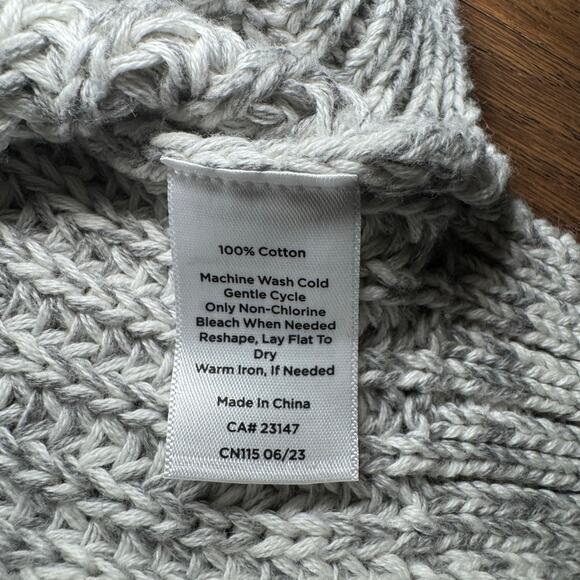 100% Cotton
Machine Wash Cold
Gentle Cycle
Only Non-Chlorine
Bleach When Needed
Reshape, Lay Flat To
Dry
Warm Iron, If Needed
Made In China
CA# 23147
CN115 06/23